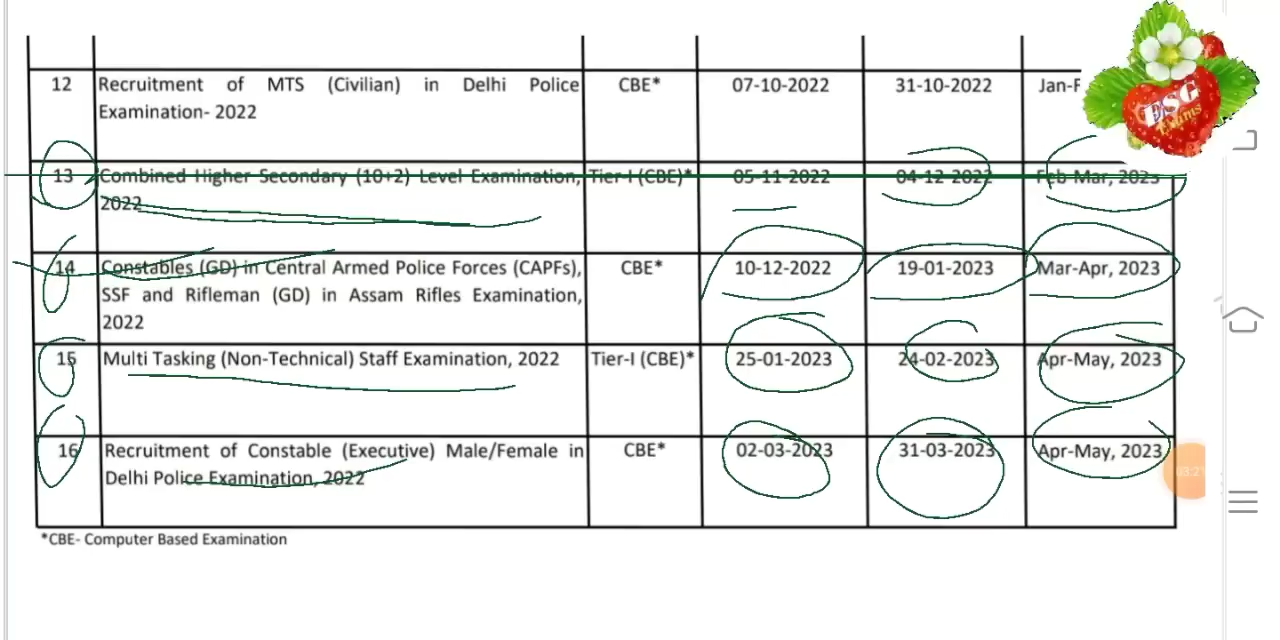 12 Recruitment of MTS (Civilian) in Delhi Police CBE* 07-10-2022 31-10-2022 Jan-F
Examination- 2022
13 Combined Higher Secondary (10+2) Level Examination, Tier-I (CBE)* 05-11-2022 04-12-2022 Feb-Mar, 2023
2022
14 Constables (GD) in Central Armed Police Forces (CAPFs), CBE* 10-12-2022 19-01-2023 Mar-Apr, 2023
SSF and Rifleman (GD) in Assam Rifles Examination,
2022
15 Multi Tasking (Non-Technical) Staff Examination, 2022 Tier-I (CBE)* 25-01-2023 24-02-2023 Apr-May, 2023
16 Recruitment of Constable (Executive) Male/Female in CBE* 02-03-2023 31-03-2023 Apr-May, 2023
Delhi Police Examination, 2022
*CBE- Computer Based Examination
ESG
Exams